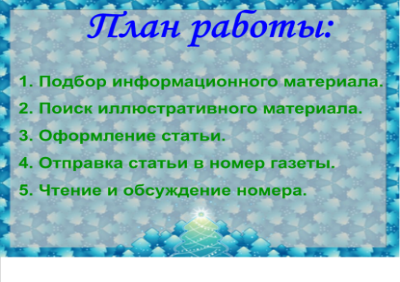 План работы:
1. Подбор информационного материала.
2. Поиск иллюстративного материала.
3. Оформление статьи.
4. Отправка статьи в номер газеты.
5. Чтение и обсуждение номера.